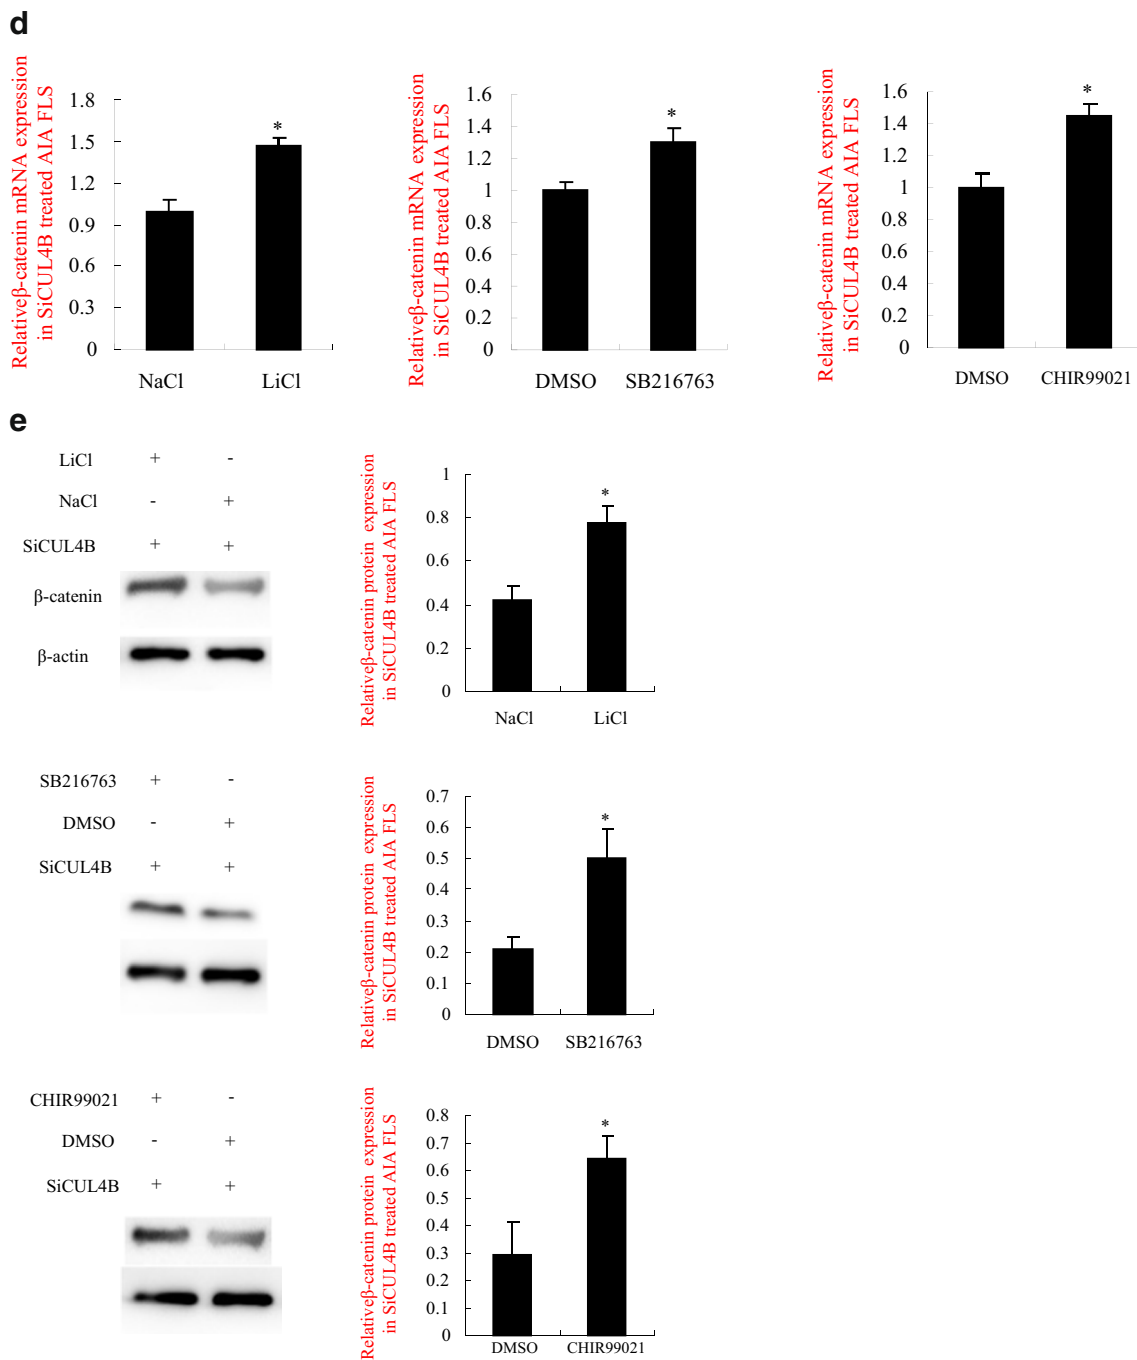 d
Relativeβ-catenin mRNA expression
in SiCUL4B treated AIA FLS
1.8
1.5
1.2
0.9
0.6
0.3
0
*
NaCl LiCl
Relativeβ-catenin mRNA expression
in SiCUL4B treated AIA FLS
1.6
1.4
1.2
1
0.8
0.6
0.4
0.2
0
*
DMSO SB216763
Relativeβ-catenin mRNA expression
in SiCUL4B treated AIA FLS
1.6
1.4
1.2
1
0.8
0.6
0.4
0.2
0
*
DMSO CHIR99021
e
LiCl + -
NaCl - +
SiCUL4B + +
β-catenin
β-actin
Relativeβ-catenin protein expression
in SiCUL4B treated AIA FLS
1
0.8
0.6
0.4
0.2
0
*
NaCl LiCl
SB216763 + -
DMSO - +
SiCUL4B + +
Relativeβ-catenin protein expression
in SiCUL4B treated AIA FLS
0.7
0.6
0.5
0.4
0.3
0.2
0.1
0
*
DMSO SB216763
CHIR99021 + -
DMSO - +
SiCUL4B + +
Relativeβ-catenin protein expression
in SiCUL4B treated AIA FLS
0.8
0.7
0.6
0.5
0.4
0.3
0.2
0.1
0
*
DMSO CHIR99021